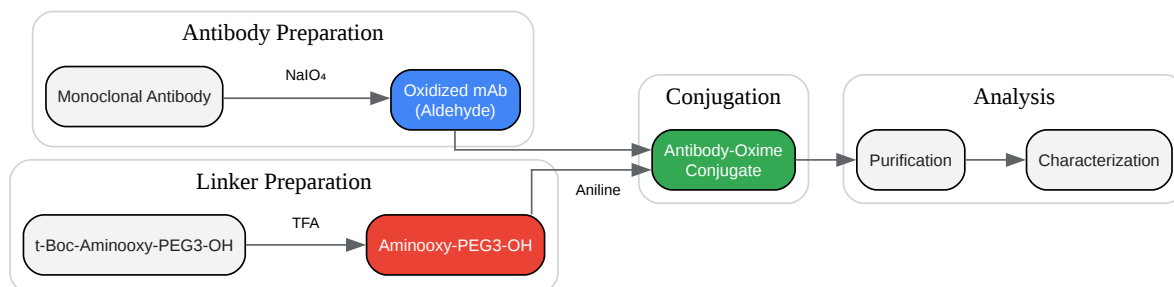 Antibody Preparation
Monoclonal Antibody
NaIO₄
Oxidized mAb
(Aldehyde)
Linker Preparation
t-Boc-Aminooxy-PEG3-OH
TFA
Aminooxy-PEG3-OH
Aniline
Conjugation
Antibody-Oxime
Conjugate
Analysis
Purification
Characterization